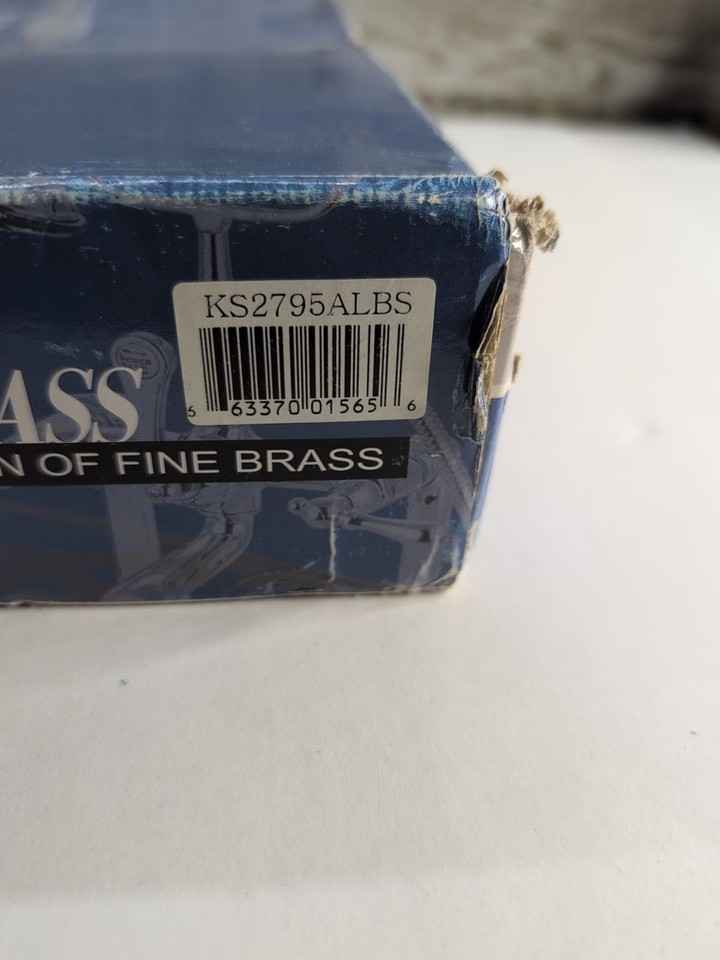 KS2795ALBS
6 63370 01565 6
ASS
N OF FINE BRASS